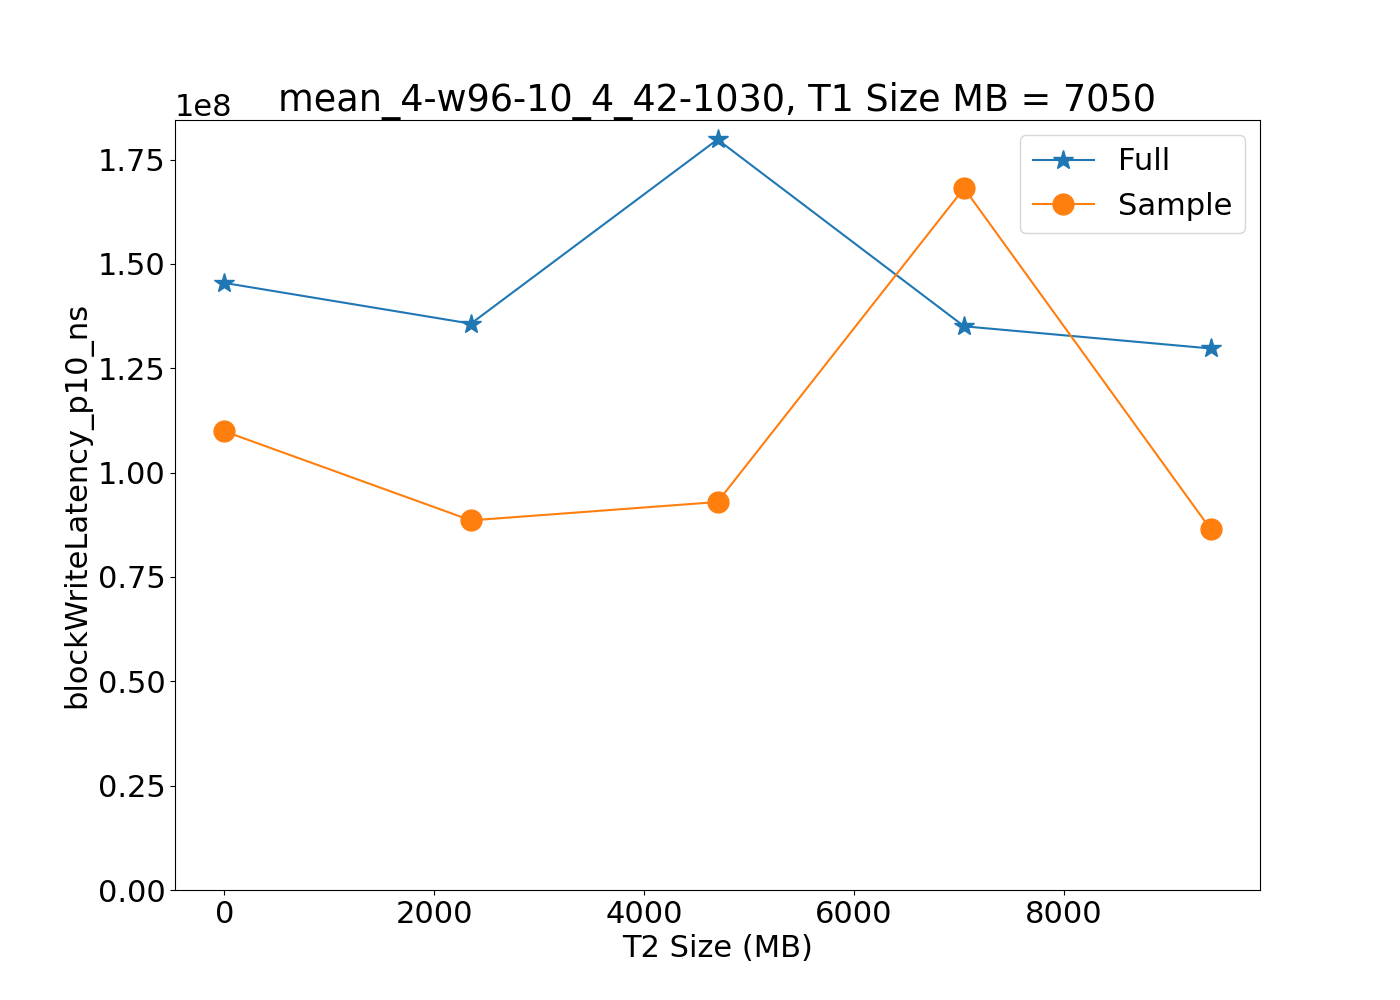 mean_4-w96-10_4_42-1030, T1 Size MB = 7050
1e8
Full
Sample
1.75
1.50
1.25
1.00
0.75
0.50
0.25
0.00
blockWriteLatency_p10_ns
0 2000 4000 6000 8000
T2 Size (MB)